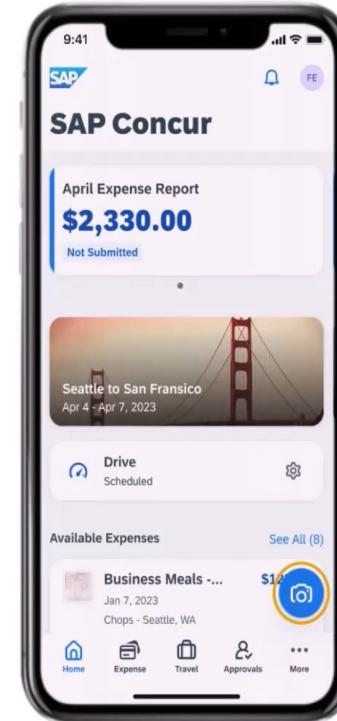 9:41
SAP
FE
SAP Concur
April Expense Report
$2,330.00
Not Submitted
Seattle to San Fransico
Apr 4 - Apr 7, 2023
Drive
Scheduled
Available Expenses
See All (8)
Business Meals -...
Jan 7, 2023
Chops - Seattle, WA
Home
Expense
Travel
Approvals
More